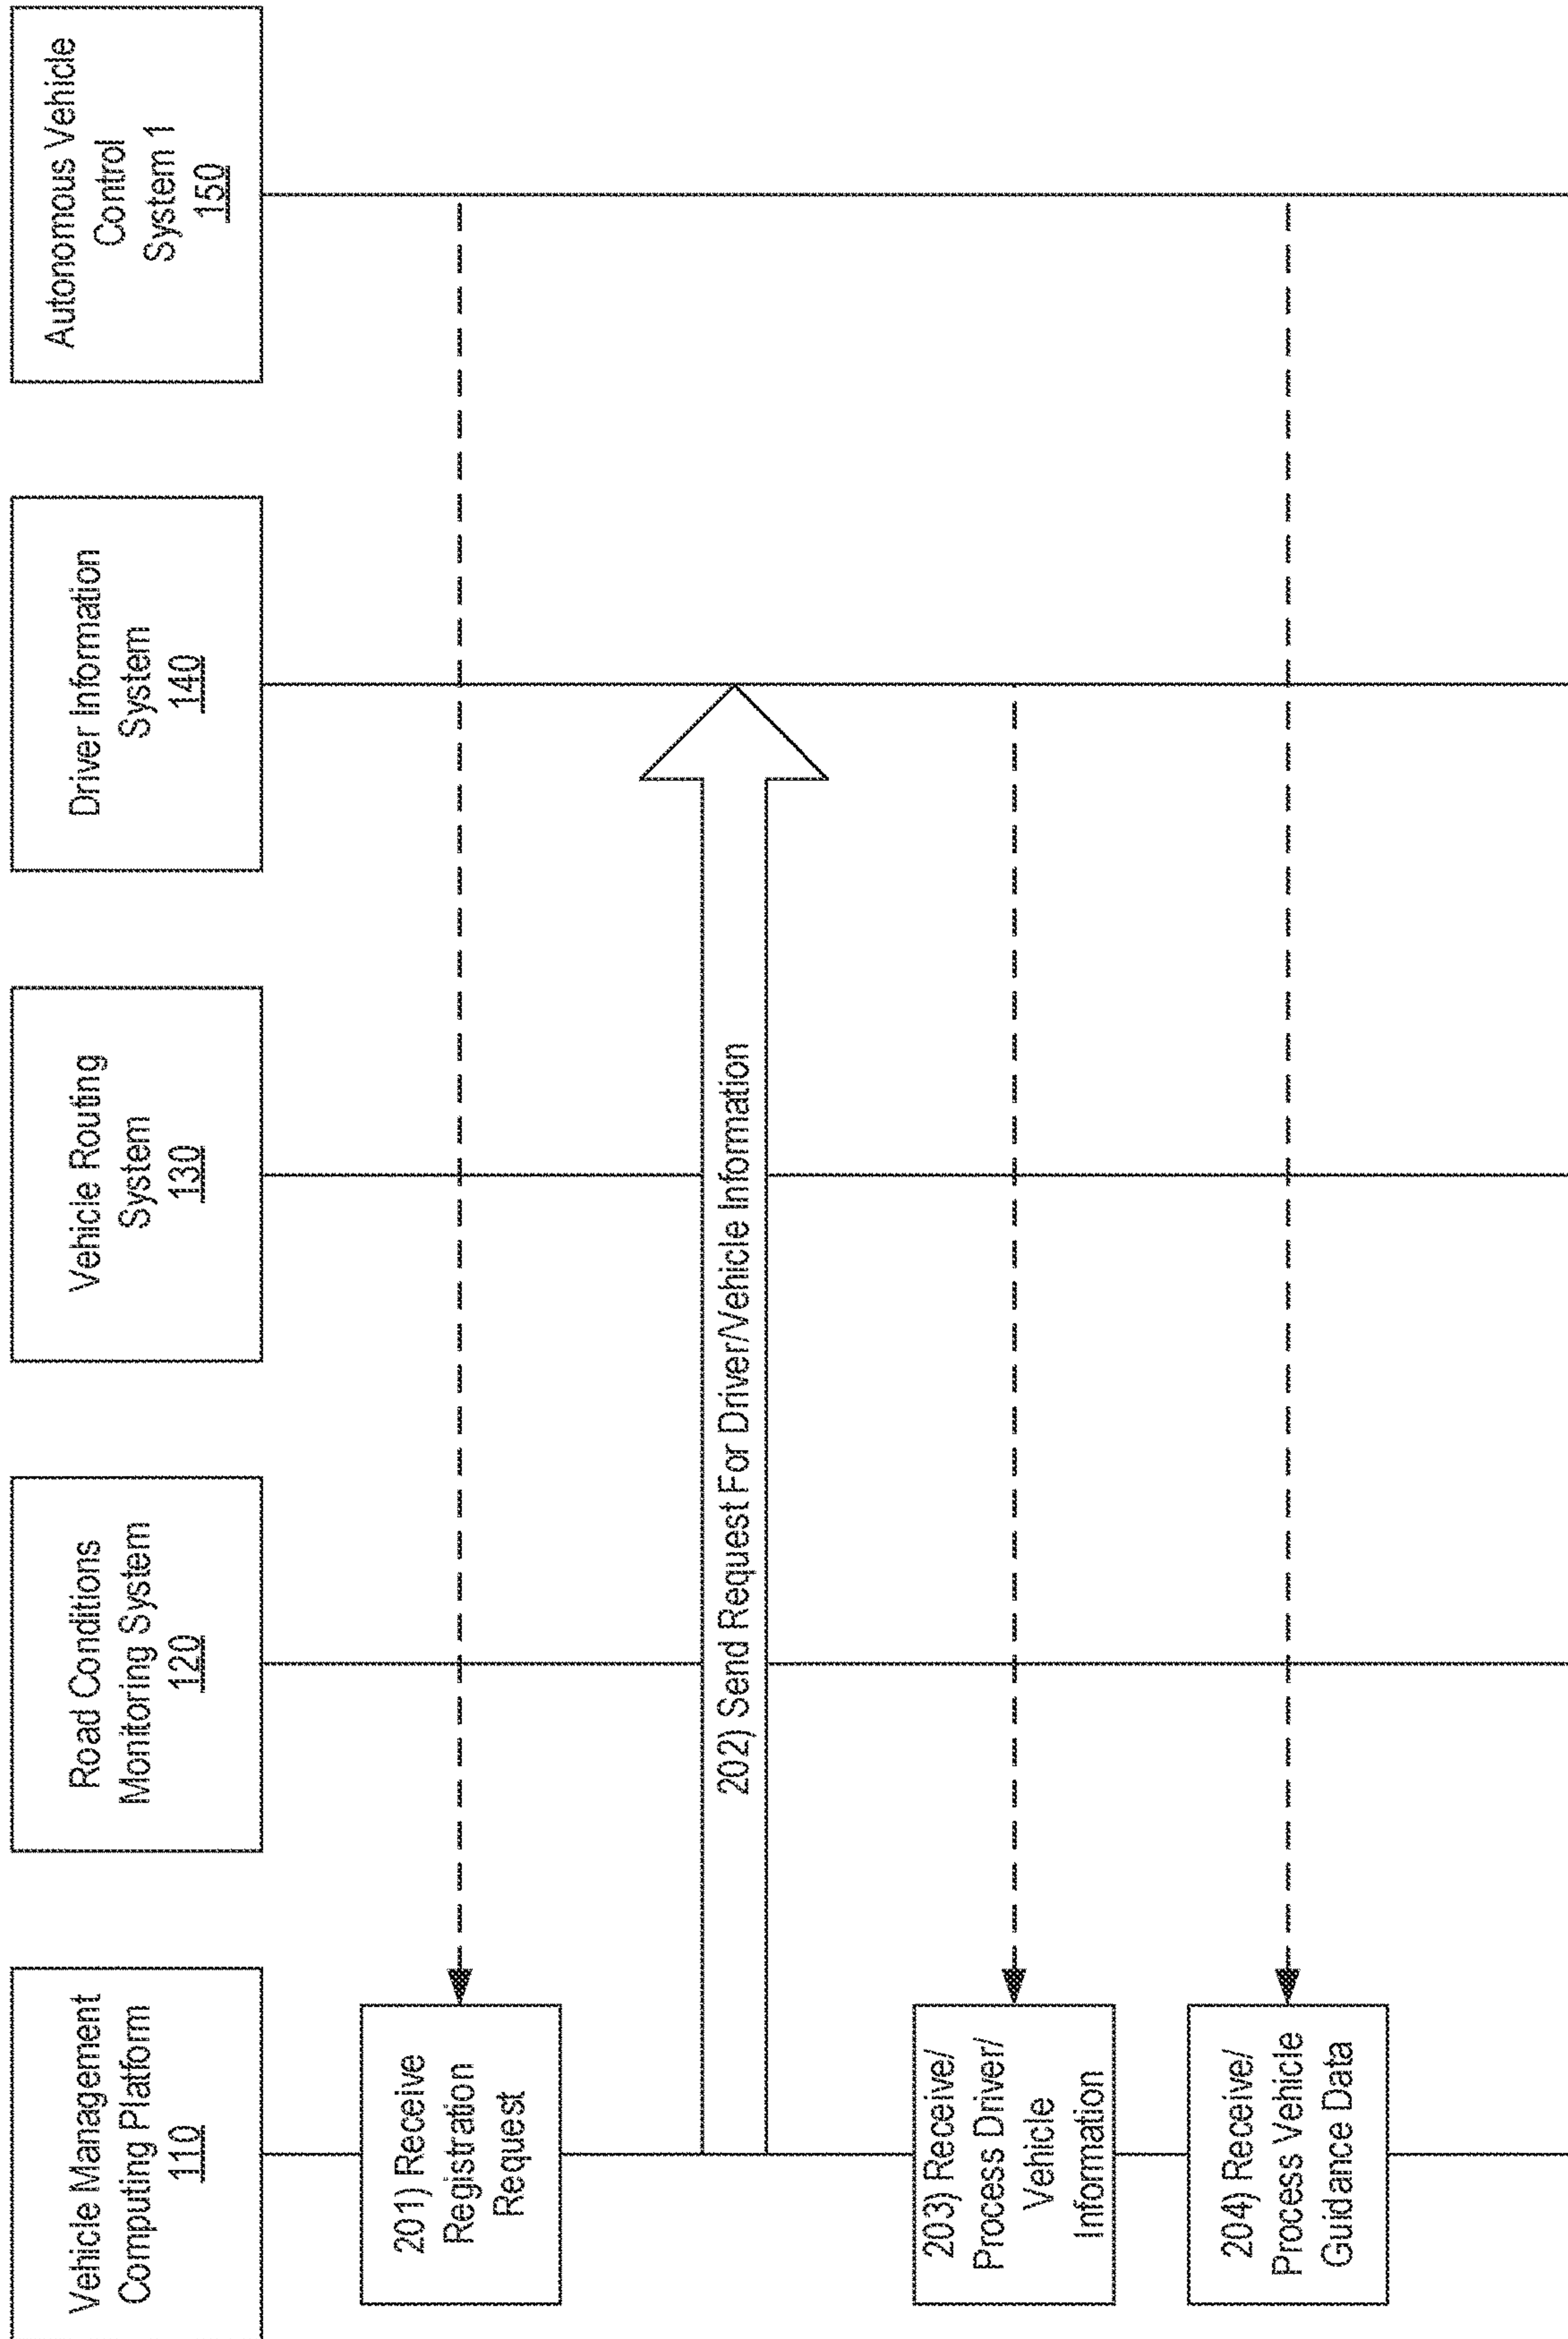 Vehicle Management
Computing Platform
110
Road Conditions
Monitoring System
120
Vehicle Routing
System
130
Driver Information
System
140
Autonomous Vehicle
Control
System 1
150
201) Receive
Registration
Request
202) Send Request For Driver/Vehicle Information
203) Receive/
Process Driver/
Vehicle
Information
204) Receive/
Process Vehicle
Guidance Data